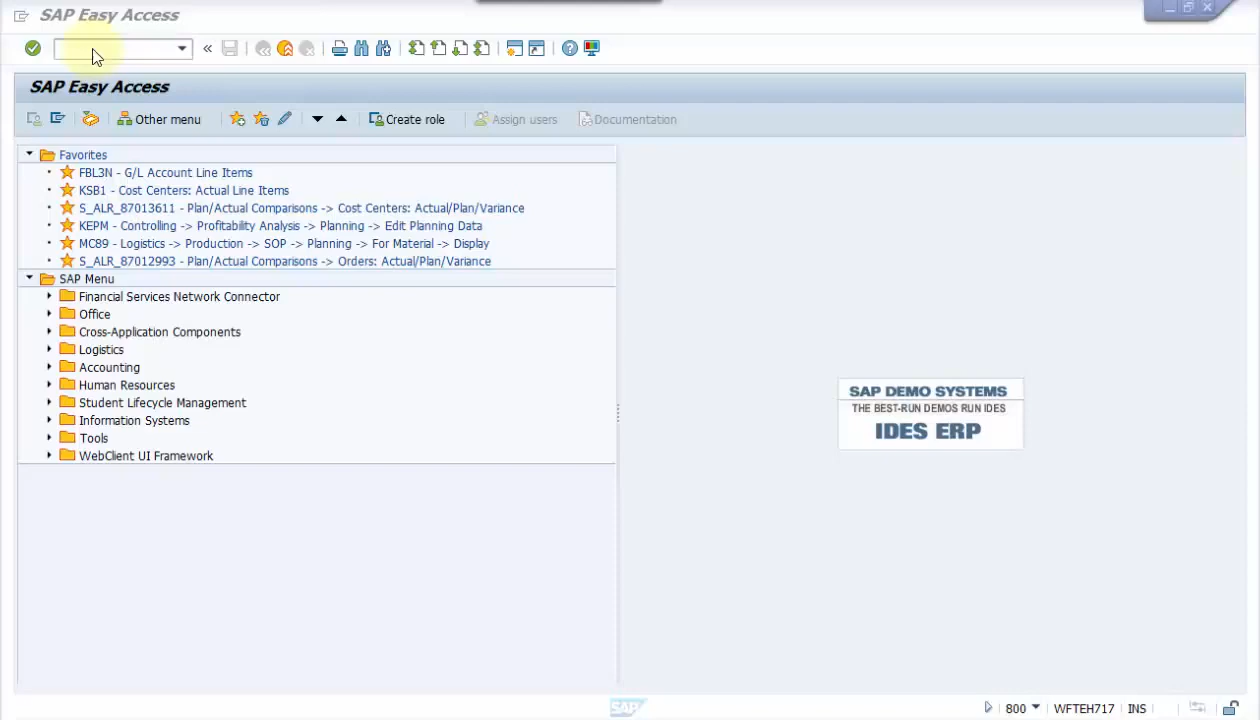 SAP Easy Access
SAP Easy Access
Other menu Create role Assign users Documentation
Favorites
FBL3N - G/L Account Line Items
KSB1 - Cost Centers: Actual Line Items
S_ALR_87013611 - Plan/Actual Comparisons -> Cost Centers: Actual/Plan/Variance
KEPM - Controlling -> Profitability Analysis -> Planning -> Edit Planning Data
MC89 - Logistics -> Production -> SOP -> Planning -> For Material -> Display
S_ALR_87012993 - Plan/Actual Comparisons -> Orders: Actual/Plan/Variance
SAP Menu
Financial Services Network Connector
Office
Cross-Application Components
Logistics
Accounting
Human Resources
Student Lifecycle Management
Information Systems
Tools
WebClient UI Framework
SAP DEMO SYSTEMS
THE BEST-RUN DEMOS RUN IDES
IDES ERP
SAP 800 WFTEH717 INS